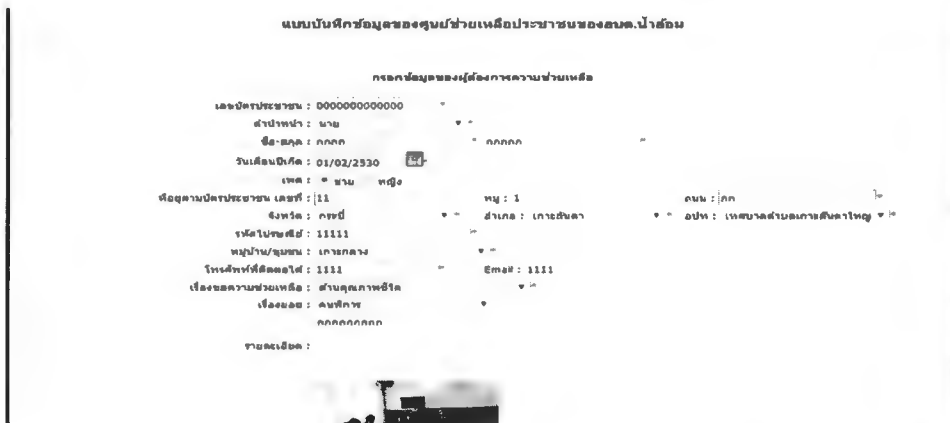 แบบบันทึกข้อมูลของศูนย์ช่วยเหลือประชาชนของอบต.น้ำอ้อม
กรอกข้อมูลของผู้ต้องการความช่วยเหลือ
เลขบัตรประชาชน : 0000000000000 *
คำนำหน้า : นาย *
ชื่อ-สกุล : กกกก * กกกกก *
วันเดือนปีเกิด : 01/02/2530
เพศ : ชาย หญิง
ที่อยู่ตามบัตรประชาชน เลขที่ : 11 หมู่ : 1 ถนน : กก
จังหวัด : กระบี่ * อำเภอ : เกาะลันตา * อปท : เทศบาลตำบลเกาะลันตาใหญ่ *
รหัสไปรษณีย์ : 11111 *
หมู่บ้าน/ชุมชน : เกาะกลาง *
โทรศัพท์ที่ติดต่อได้ : 1111 * Email : 1111
เรื่องขอความช่วยเหลือ : ด้านคุณภาพชีวิต *
เรื่องย่อย : คนพิการ
กกกกกกกกก
รายละเอียด :